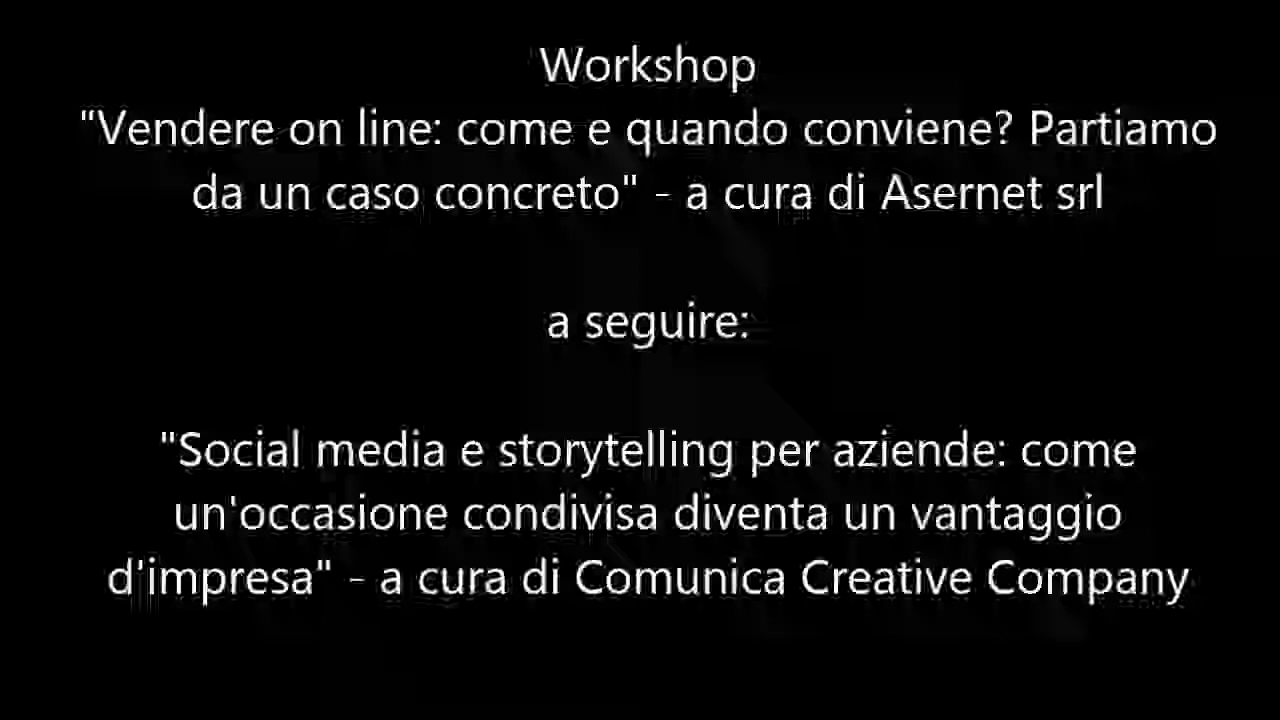 Workshop
"Vendere on line: come e quando conviene? Partiamo
da un caso concreto" - a cura di Asernet srl
a seguire:
"Social media e storytelling per aziende: come
un'occasione condivisa diventa un vantaggio
d'impresa" - a cura di Comunica Creative Company